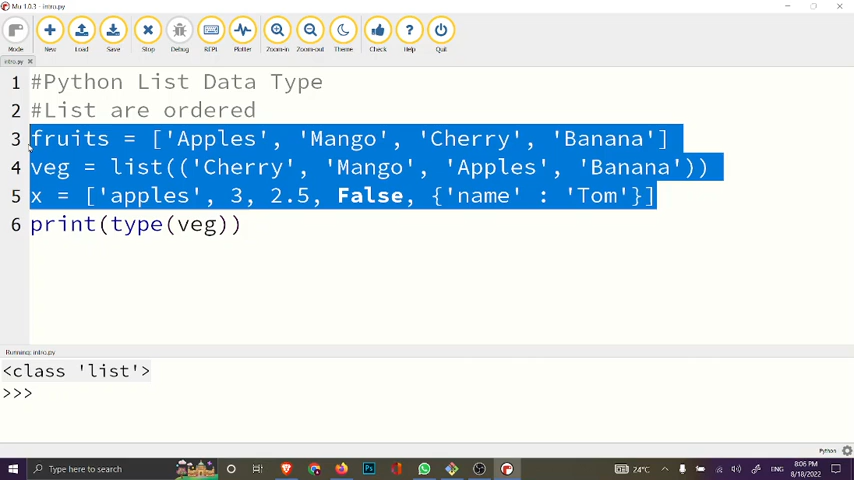 Mu 1.0.3 - intro.py
Mode New Load Save Stop Debug REPL Plotter Zoom-in Zoom-out Theme Check Help Quit
intro.py
1 #Python List Data Type
2 #List are ordered
3 fruits = ['Apples', 'Mango', 'Cherry', 'Banana']
4 veg = list(('Cherry', 'Mango', 'Apples', 'Banana'))
5 x = ['apples', 3, 2.5, False, {'name' : 'Tom'}]
6 print(type(veg))
Running: intro.py
<class 'list'>
>>>
Python
Type here to search
24°C
ENG
8:06 PM
8/18/2022